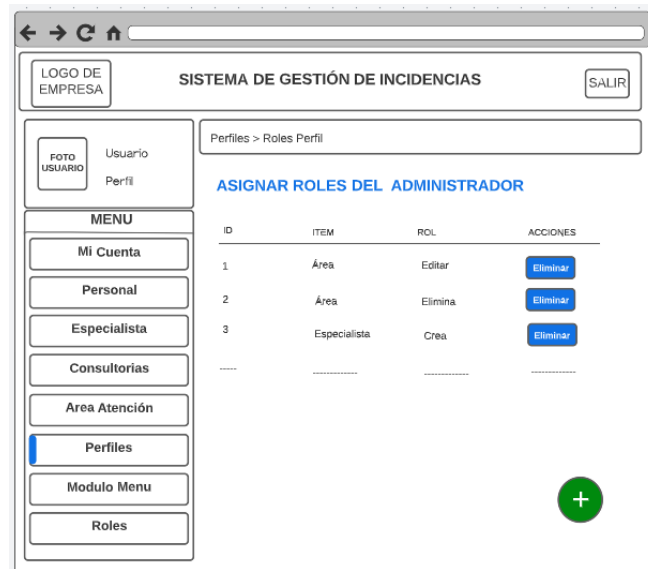 LOGO DE
EMPRESA
SISTEMA DE GESTIÓN DE INCIDENCIAS
SALIR
FOTO
USUARIO
Usuario
Perfil
Perfiles > Roles Perfil
ASIGNAR ROLES DEL ADMINISTRADOR
MENU
Mi Cuenta
Personal
Especialista
Consultorias
Area Atención
Perfiles
Modulo Menu
Roles
ID ITEM ROL ACCIONES
1 Área Editar Eliminar
2 Área Elimina Eliminar
3 Especialista Crea Eliminar
----- ------------- ------------- -------------
+